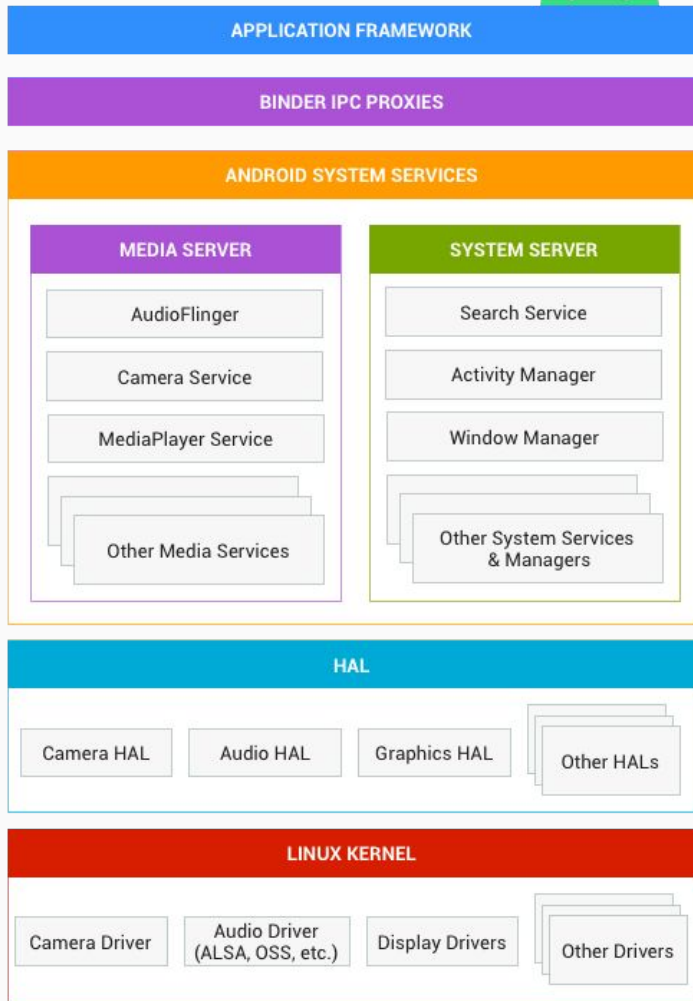 APPLICATION FRAMEWORK
BINDER IPC PROXIES
ANDROID SYSTEM SERVICES
MEDIA SERVER
AudioFlinger
Camera Service
MediaPlayer Service
Other Media Services
SYSTEM SERVER
Search Service
Activity Manager
Window Manager
Other System Services
& Managers
HAL
Camera HAL
Audio HAL
Graphics HAL
Other HALs
LINUX KERNEL
Camera Driver
Audio Driver
(ALSA, OSS, etc.)
Display Drivers
Other Drivers